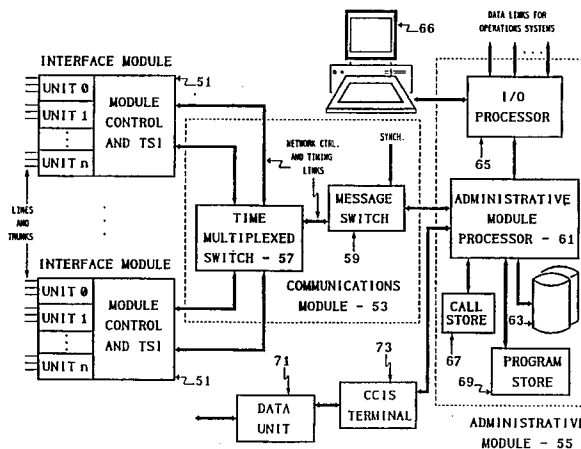 INTERFACE MODULE
51
UNIT 0
UNIT 1
UNIT n
MODULE
CONTROL
AND TSI
LINES
AND
TRUNKS
INTERFACE MODULE
UNIT 0
UNIT 1
UNIT n
MODULE
CONTROL
AND TSI
51
NETWORK CTRL.
AND TIMING
LINKS
SYNCH.
TIME
MULTIPLEXED
SWITCH - 57
MESSAGE
SWITCH
59
COMMUNICATIONS
MODULE - 53
66
DATA LINKS FOR
OPERATIONS SYSTEMS
I/O
PROCESSOR
65
ADMINISTRATIVE
MODULE
PROCESSOR - 61
CALL
STORE
67
63
PROGRAM
STORE
69
71
DATA
UNIT
73
CCIS
TERMINAL
ADMINISTRATIVE
MODULE - 55